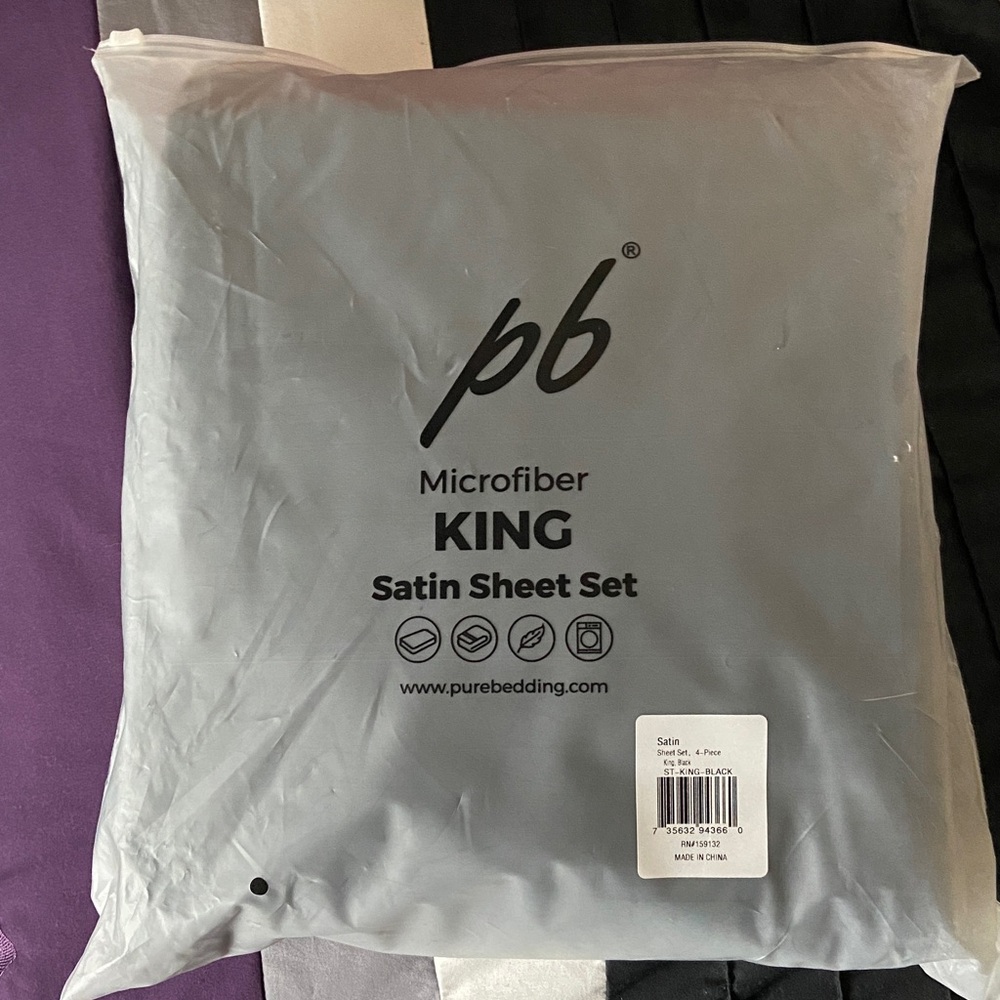 pb®
Microfiber
KING
Satin Sheet Set
www.purebedding.com
Satin
Sheet Set, 4-Piece
King, Black
ST-KING-BLACK
7 35632 94366 0
RN#159132
MADE IN CHINA